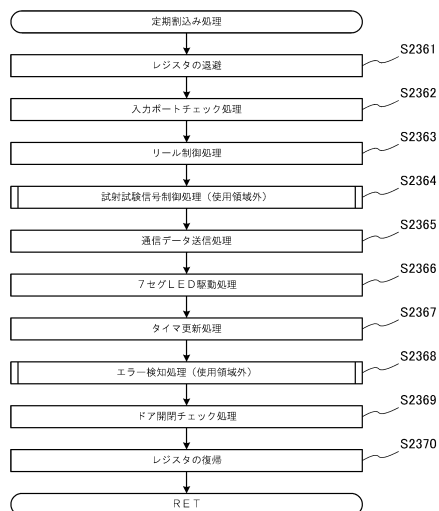 定期割込み処理
S2361
レジスタの退避
S2362
入力ポートチェック処理
S2363
リール制御処理
S2364
試射試験信号制御処理（使用領域外）
S2365
通信データ送信処理
S2366
７セグＬＥＤ駆動処理
S2367
タイマ更新処理
S2368
エラー検知処理（使用領域外）
S2369
ドア開閉チェック処理
S2370
レジスタの復帰
ＲＥＴ